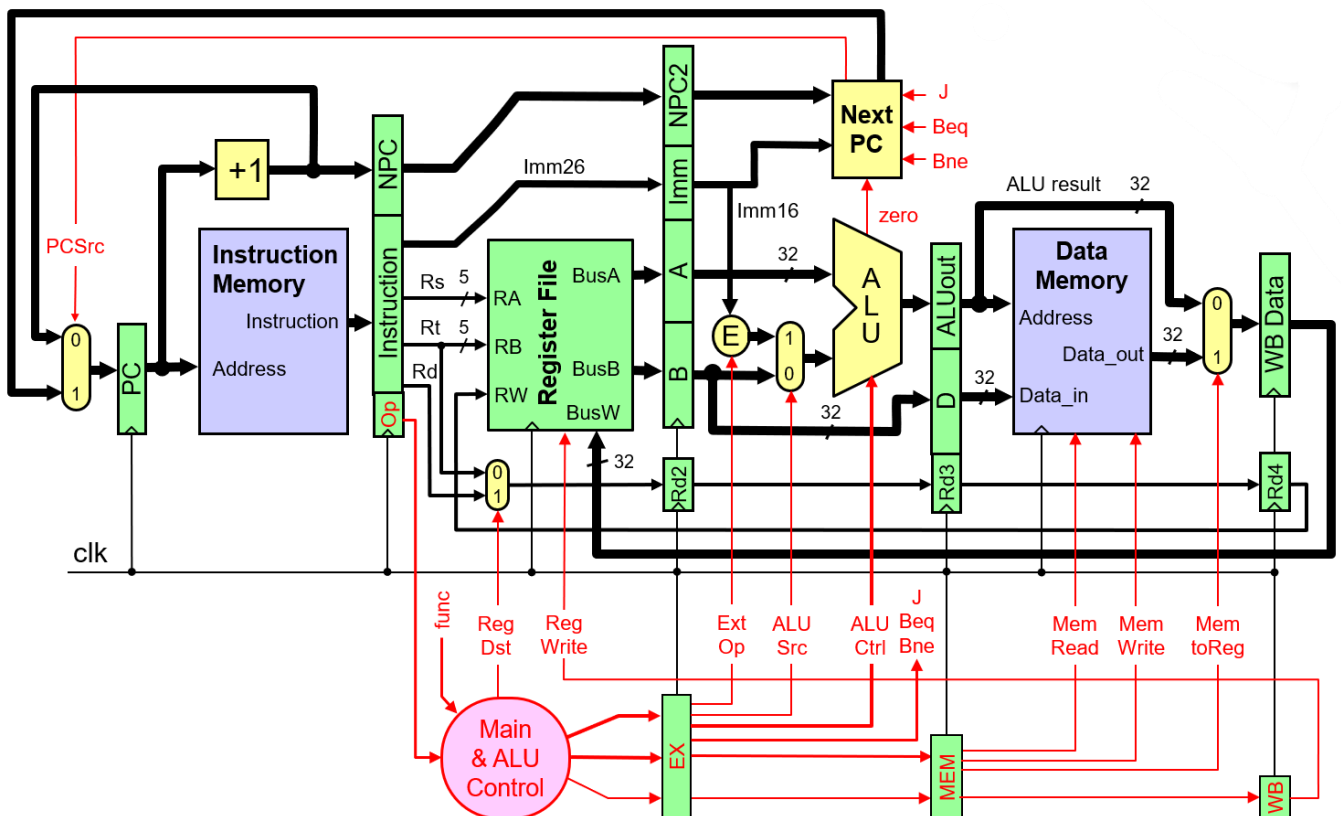 J
Beq
Bne
Next
PC
NPC2
+1
NPC
Imm26
Imm
Imm16
zero
ALU result
32
PCSrc
Instruction
Memory
Instruction
Address
Instruction
Rs
5
Rt
5
Rd
Op
Register File
RA
RB
RW
BusA
BusB
BusW
A
B
32
32
E
1
0
A
L
U
ALUout
D
32
Data
Memory
Address
Data_out
Data_in
32
0
1
WB Data
0
1
PC
0
1
32
Rd2
Rd3
Rd4
clk
func
Reg
Dst
Reg
Write
Ext
Op
ALU
Src
ALU
Ctrl
J
Beq
Bne
Mem
Read
Mem
Write
Mem
toReg
Main
& ALU
Control
EX
MEM
WB